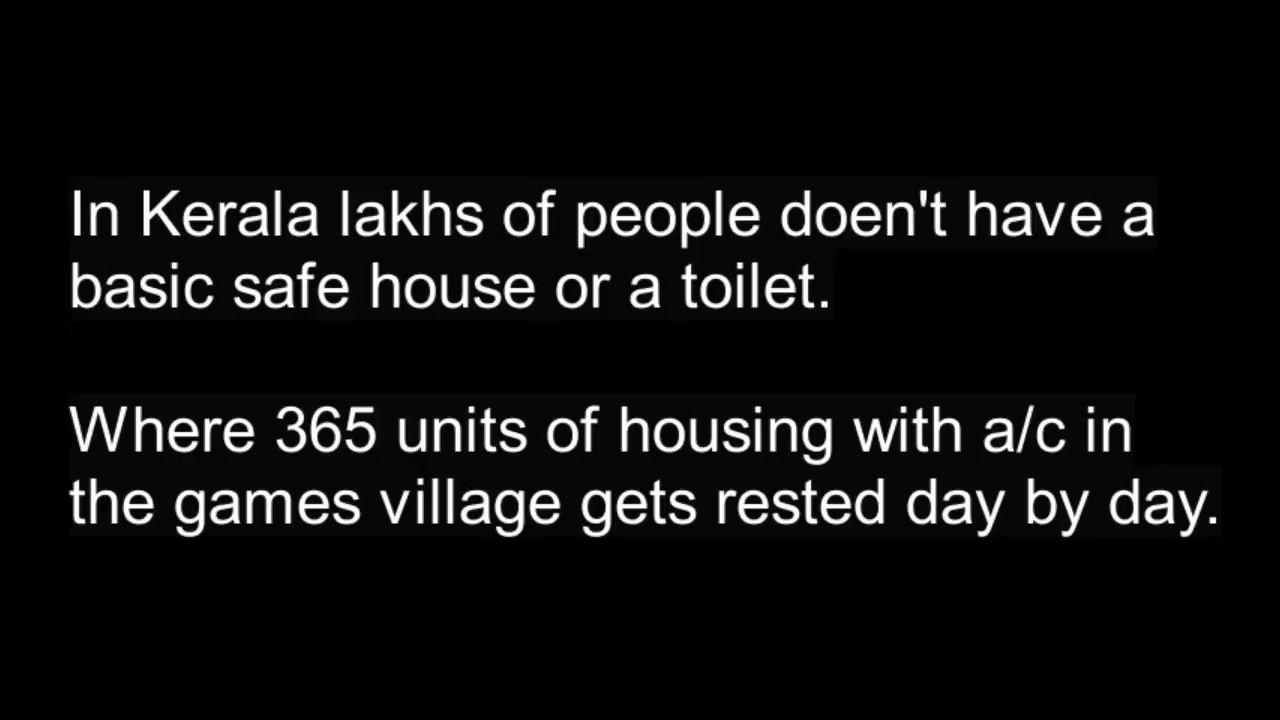 In Kerala lakhs of people doen't have a
basic safe house or a toilet.
Where 365 units of housing with a/c in
the games village gets rested day by day.